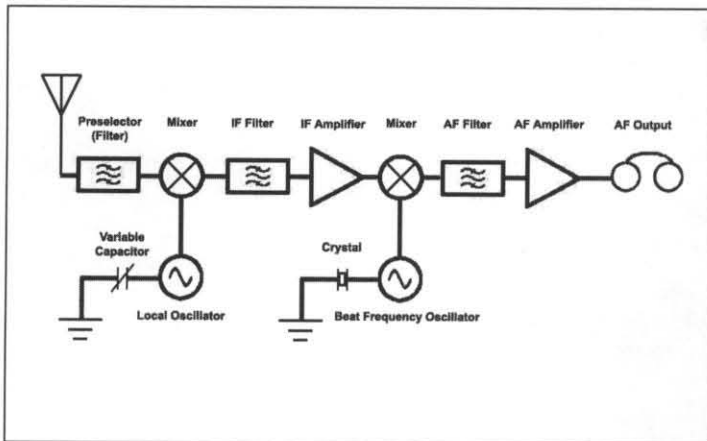 Preselector
(Filter)
Mixer
IF Filter
IF Amplifier
Mixer
AF Filter
AF Amplifier
AF Output
Variable
Capacitor
Crystal
Local Oscillator
Beat Frequency Oscillator